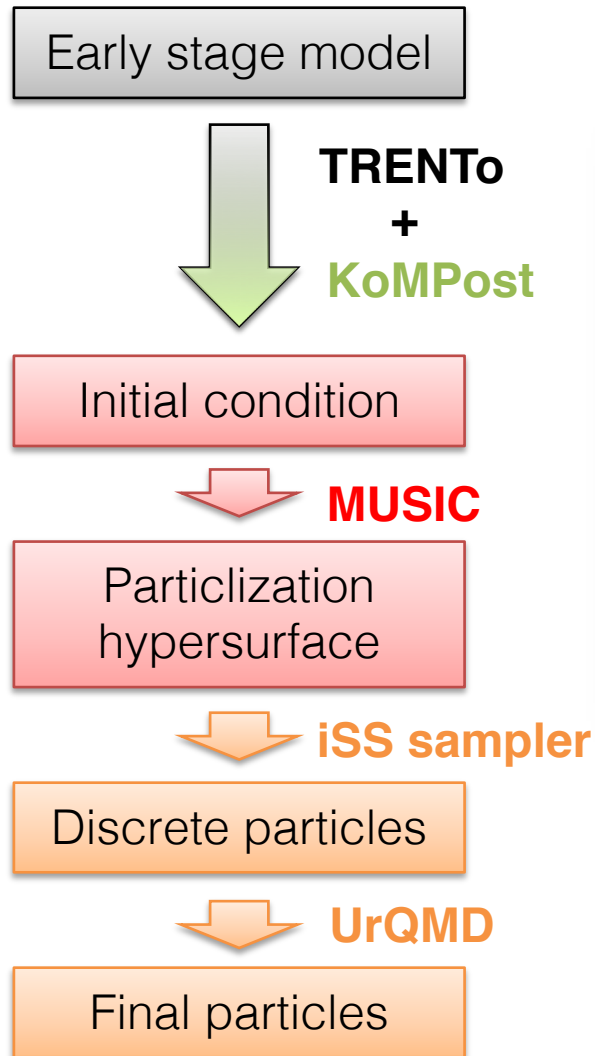 Early stage model
TRENTo
+
KoMPost
Initial condition
MUSIC
Particlization
hypersurface
iSS sampler
Discrete particles
UrQMD
Final particles